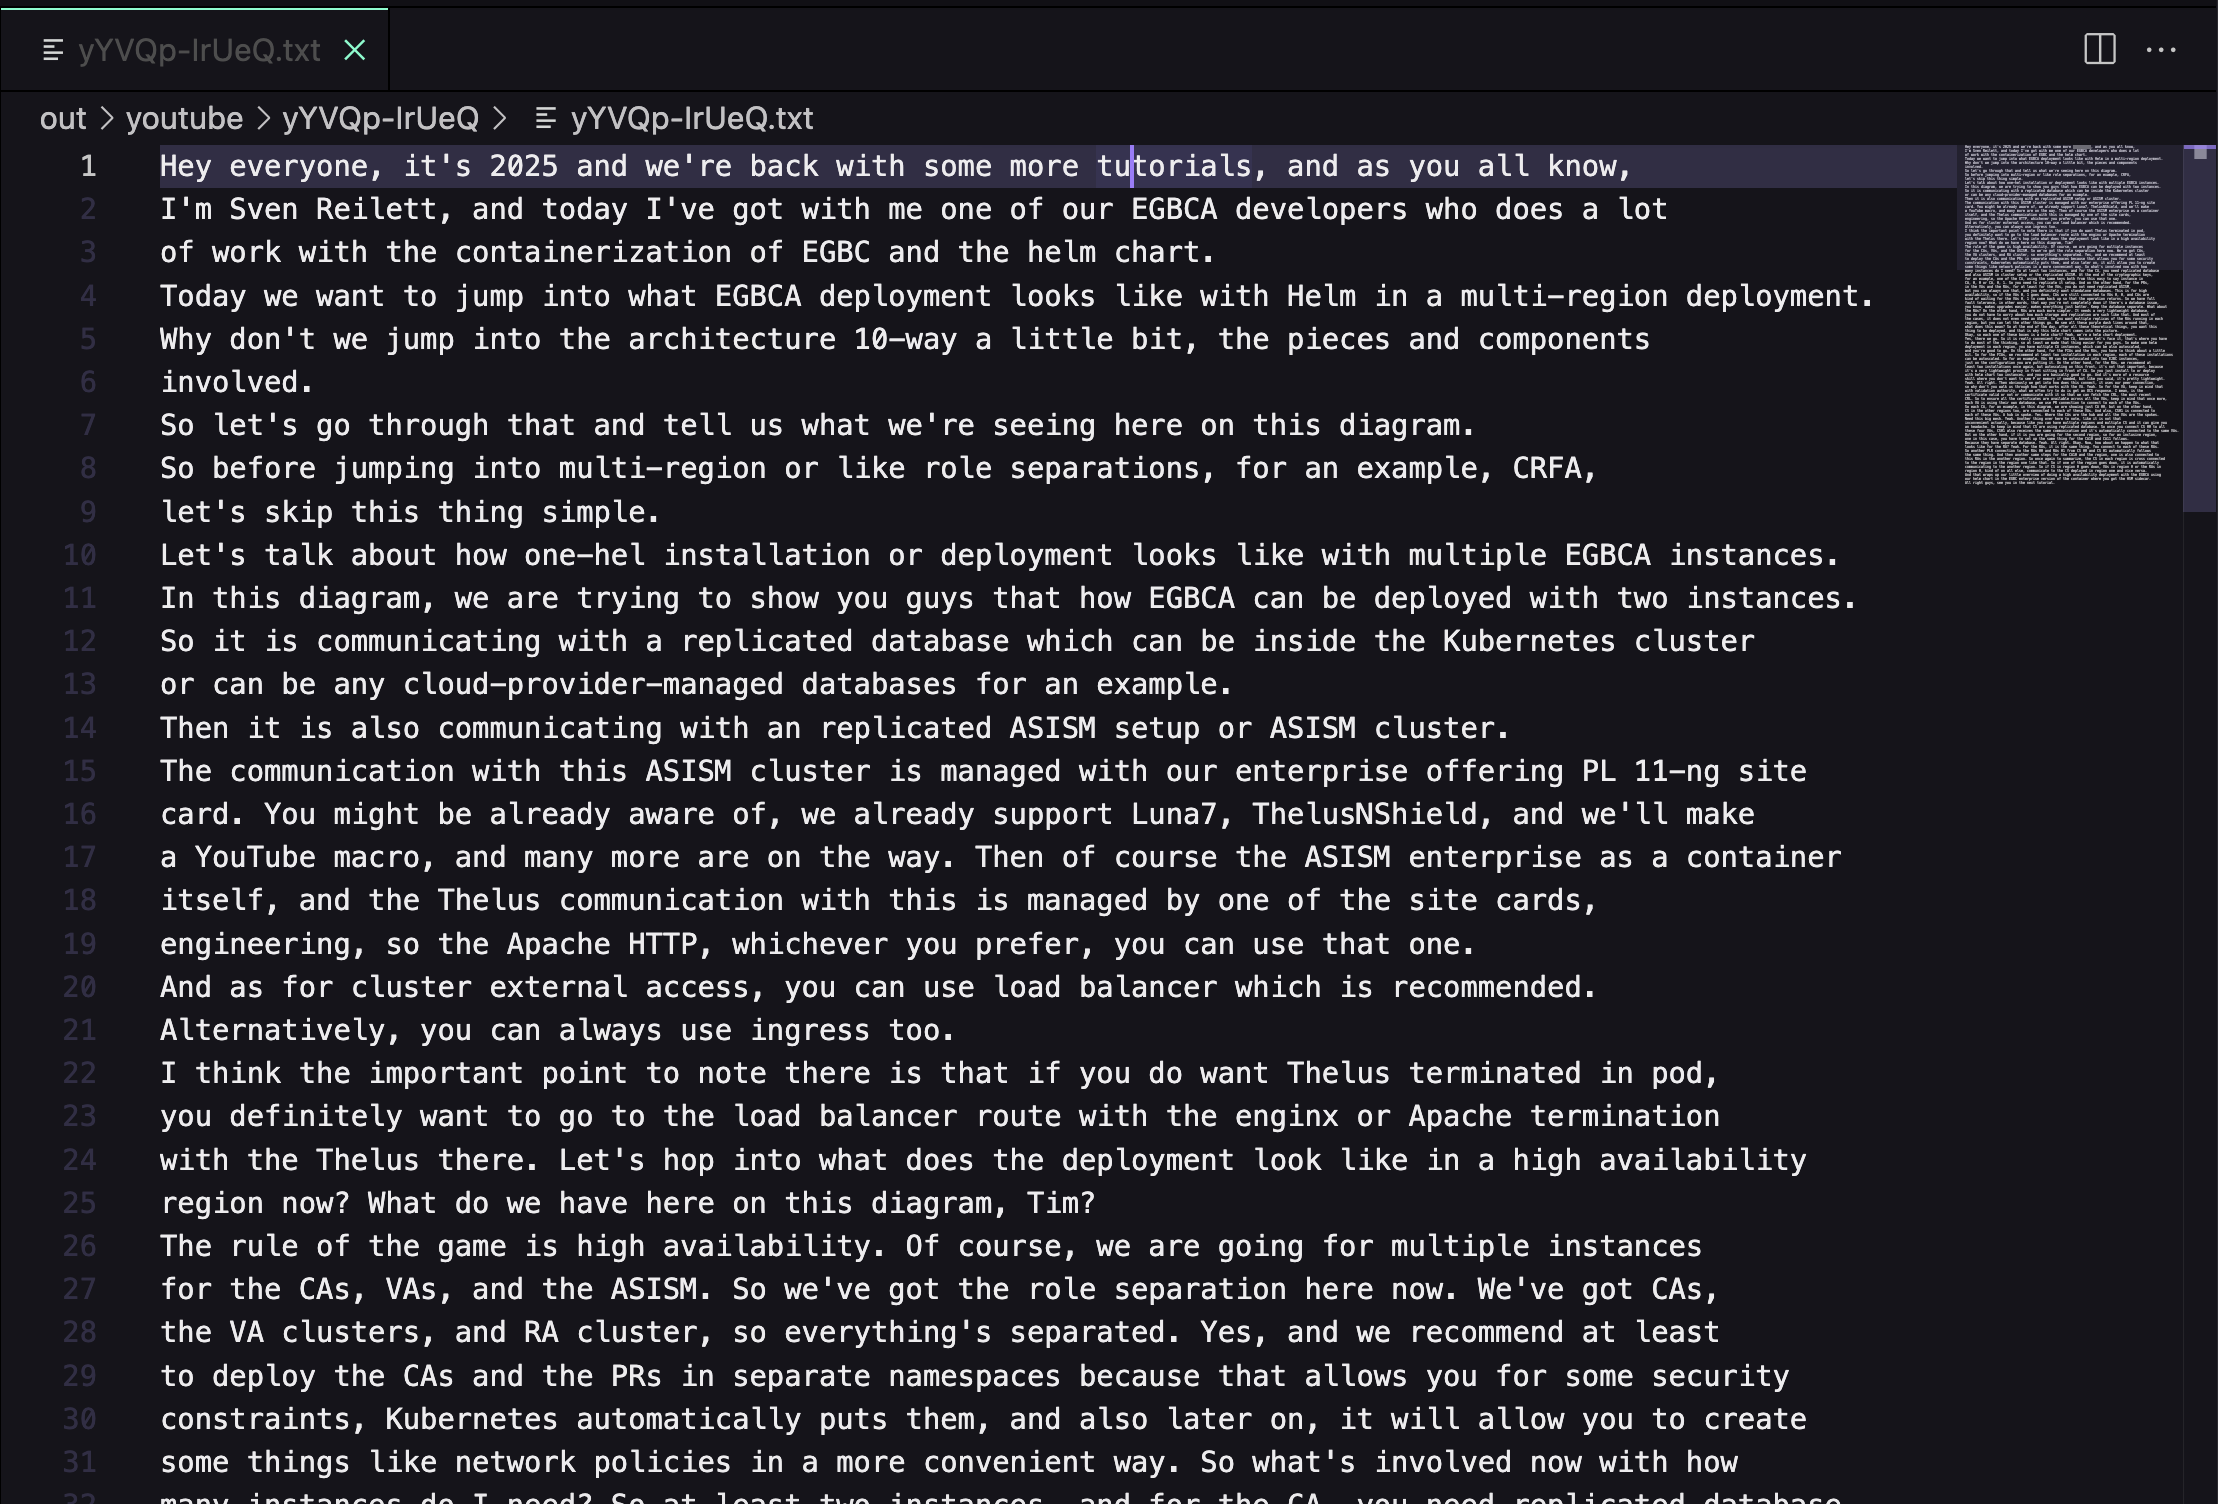 yYVQp-IrUeQ.txt
out > youtube > yYVQp-IrUeQ > yYVQp-IrUeQ.txt
1 Hey everyone, it's 2025 and we're back with some more tutorials, and as you all know,
2 I'm Sven Reilett, and today I've got with me one of our EGBCA developers who does a lot
3 of work with the containerization of EGBC and the helm chart.
4 Today we want to jump into what EGBCA deployment looks like with Helm in a multi-region deployment.
5 Why don't we jump into the architecture 10-way a little bit, the pieces and components
6 involved.
7 So let's go through that and tell us what we're seeing here on this diagram.
8 So before jumping into multi-region or like role separations, for an example, CRFA,
9 let's skip this thing simple.
10 Let's talk about how one-hel installation or deployment looks like with multiple EGBCA instances.
11 In this diagram, we are trying to show you guys that how EGBCA can be deployed with two instances.
12 So it is communicating with a replicated database which can be inside the Kubernetes cluster
13 or can be any cloud-provider-managed databases for an example.
14 Then it is also communicating with an replicated ASISM setup or ASISM cluster.
15 The communication with this ASISM cluster is managed with our enterprise offering PL 11-ng site
16 card. You might be already aware of, we already support Luna7, ThelusNShield, and we'll make
17 a YouTube macro, and many more are on the way. Then of course the ASISM enterprise as a container
18 itself, and the Thelus communication with this is managed by one of the site cards,
19 engineering, so the Apache HTTP, whichever you prefer, you can use that one.
20 And as for cluster external access, you can use load balancer which is recommended.
21 Alternatively, you can always use ingress too.
22 I think the important point to note there is that if you do want Thelus terminated in pod,
23 you definitely want to go to the load balancer route with the enginx or Apache termination
24 with the Thelus there. Let's hop into what does the deployment look like in a high availability
25 region now? What do we have here on this diagram, Tim?
26 The rule of the game is high availability. Of course, we are going for multiple instances
27 for the CAs, VAs, and the ASISM. So we've got the role separation here now. We've got CAs,
28 the VA clusters, and RA cluster, so everything's separated. Yes, and we recommend at least
29 to deploy the CAs and the PRs in separate namespaces because that allows you for some security
30 constraints, Kubernetes automatically puts them, and also later on, it will allow you to create
31 some things like network policies in a more convenient way. So what's involved now with how
32 many instances do I need? So at least two instances, and for the CA, you need replicated database